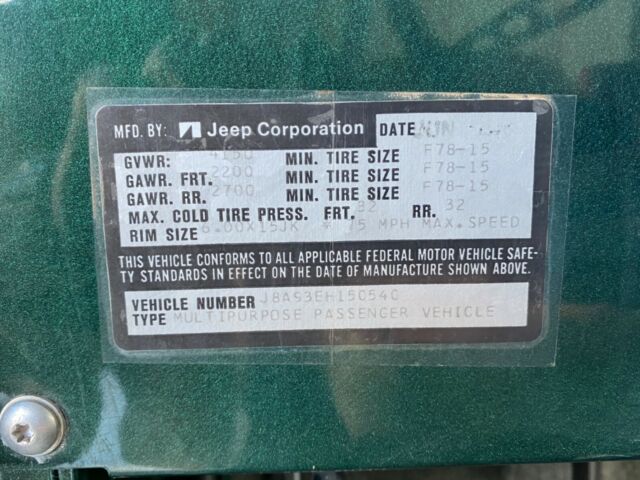 MFD. BY: Jeep Corporation DATE JUN
GVWR: 4150 MIN. TIRE SIZE F78-15
GAWR. FRT. 2200 MIN. TIRE SIZE F78-15
GAWR. RR. 2700 MIN. TIRE SIZE F78-15
MAX. COLD TIRE PRESS. FRT. 32 RR. 32
RIM SIZE 6.00X15JK * 75 MPH MAX.SPEED
THIS VEHICLE CONFORMS TO ALL APPLICABLE FEDERAL MOTOR VEHICLE SAFE-
TY STANDARDS IN EFFECT ON THE DATE OF MANUFACTURE SHOWN ABOVE.
VEHICLE NUMBER J8A93EH150540
TYPE MULTIPURPOSE PASSENGER VEHICLE